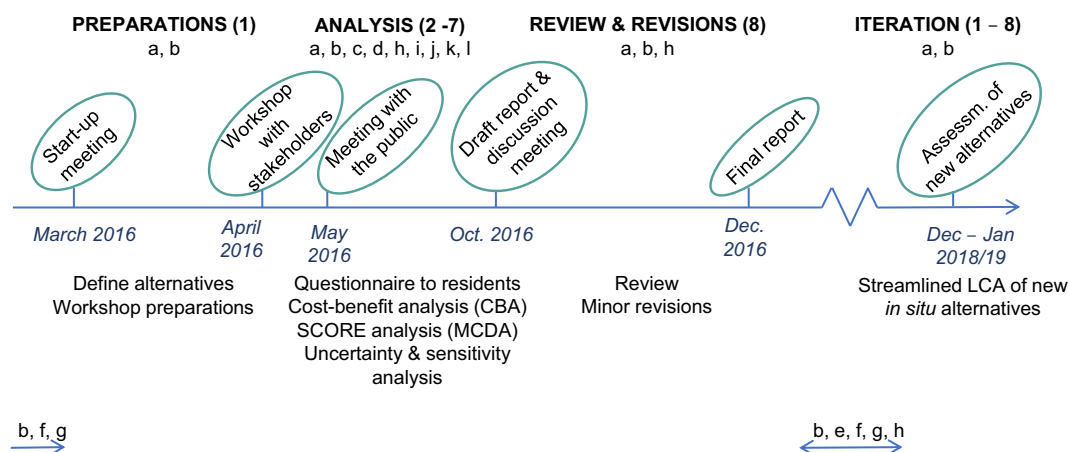 PREPARATIONS (1)
a, b
ANALYSIS (2 -7)
a, b, c, d, h, i, j, k, l
REVIEW & REVISIONS (8)
a, b, h
ITERATION (1 – 8)
a, b
Start-up
meeting
Workshop
with
stakeholders
Meeting with
the public
Draft report &
discussion
meeting
Final report
Assessm. of
new alternatives
March 2016
April
2016
May
2016
Oct. 2016
Dec.
2016
Dec – Jan
2018/19
Define alternatives
Workshop preparations
Questionnaire to residents
Cost-benefit analysis (CBA)
SCORE analysis (MCDA)
Uncertainty & sensitivity
analysis
Review
Minor revisions
Streamlined LCA of new
in situ alternatives
b, f, g
b, e, f, g, h